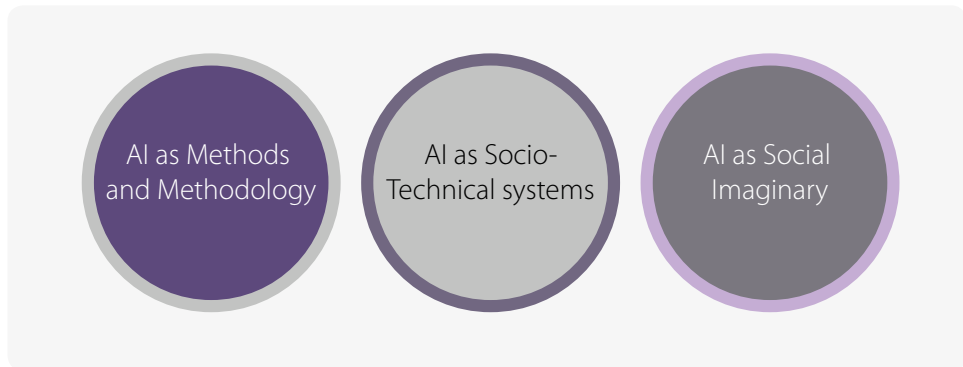 AI as Methods
and Methodology
AI as Socio-
Technical systems
AI as Social
Imaginary